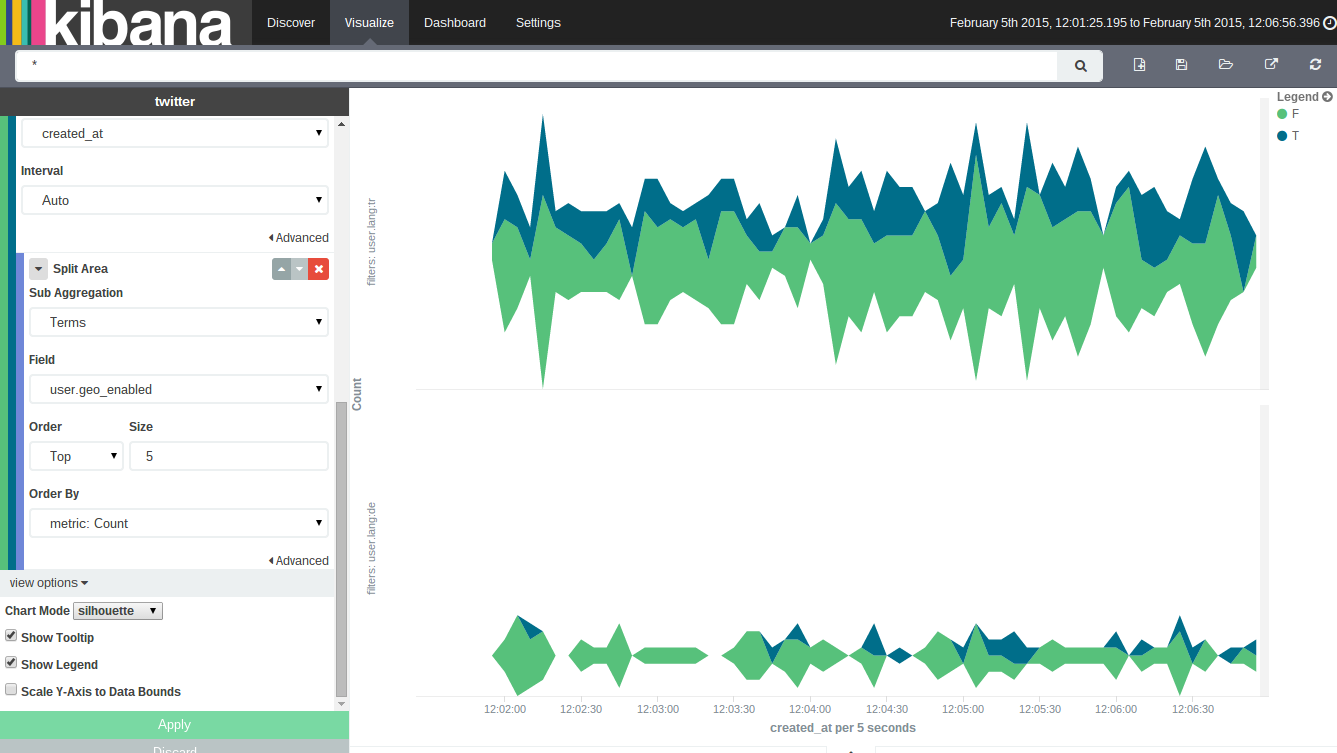 kibana Discover Visualize Dashboard Settings February 5th 2015, 12:01:25.195 to February 5th 2015, 12:06:56.396
*
twitter
created_at
Interval
Auto
Advanced
Split Area
Sub Aggregation
Terms
Field
user.geo_enabled
Order Size
Top 5
Order By
metric: Count
Advanced
view options
Chart Mode silhouette
Show Tooltip
Show Legend
Scale Y-Axis to Data Bounds
Apply
Discard
Legend
F
T
Count
filters: user.lang:tr
filters: user.lang:de
12:02:00 12:02:30 12:03:00 12:03:30 12:04:00 12:04:30 12:05:00 12:05:30 12:06:00 12:06:30
created_at per 5 seconds